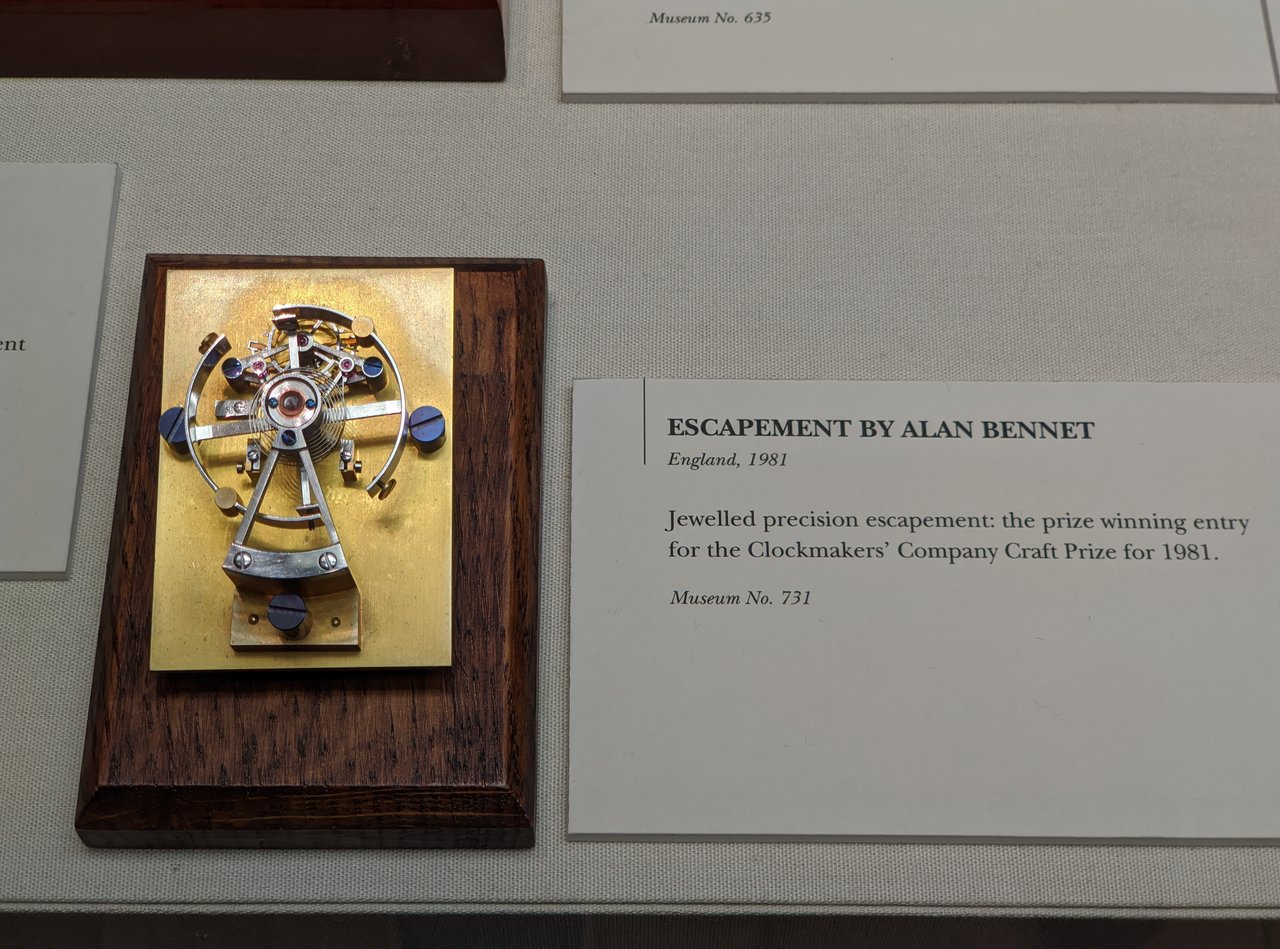 Museum No. 635
ent
ESCAPEMENT BY ALAN BENNET
England, 1981
Jewelled precision escapement: the prize winning entry
for the Clockmakers’ Company Craft Prize for 1981.
Museum No. 731